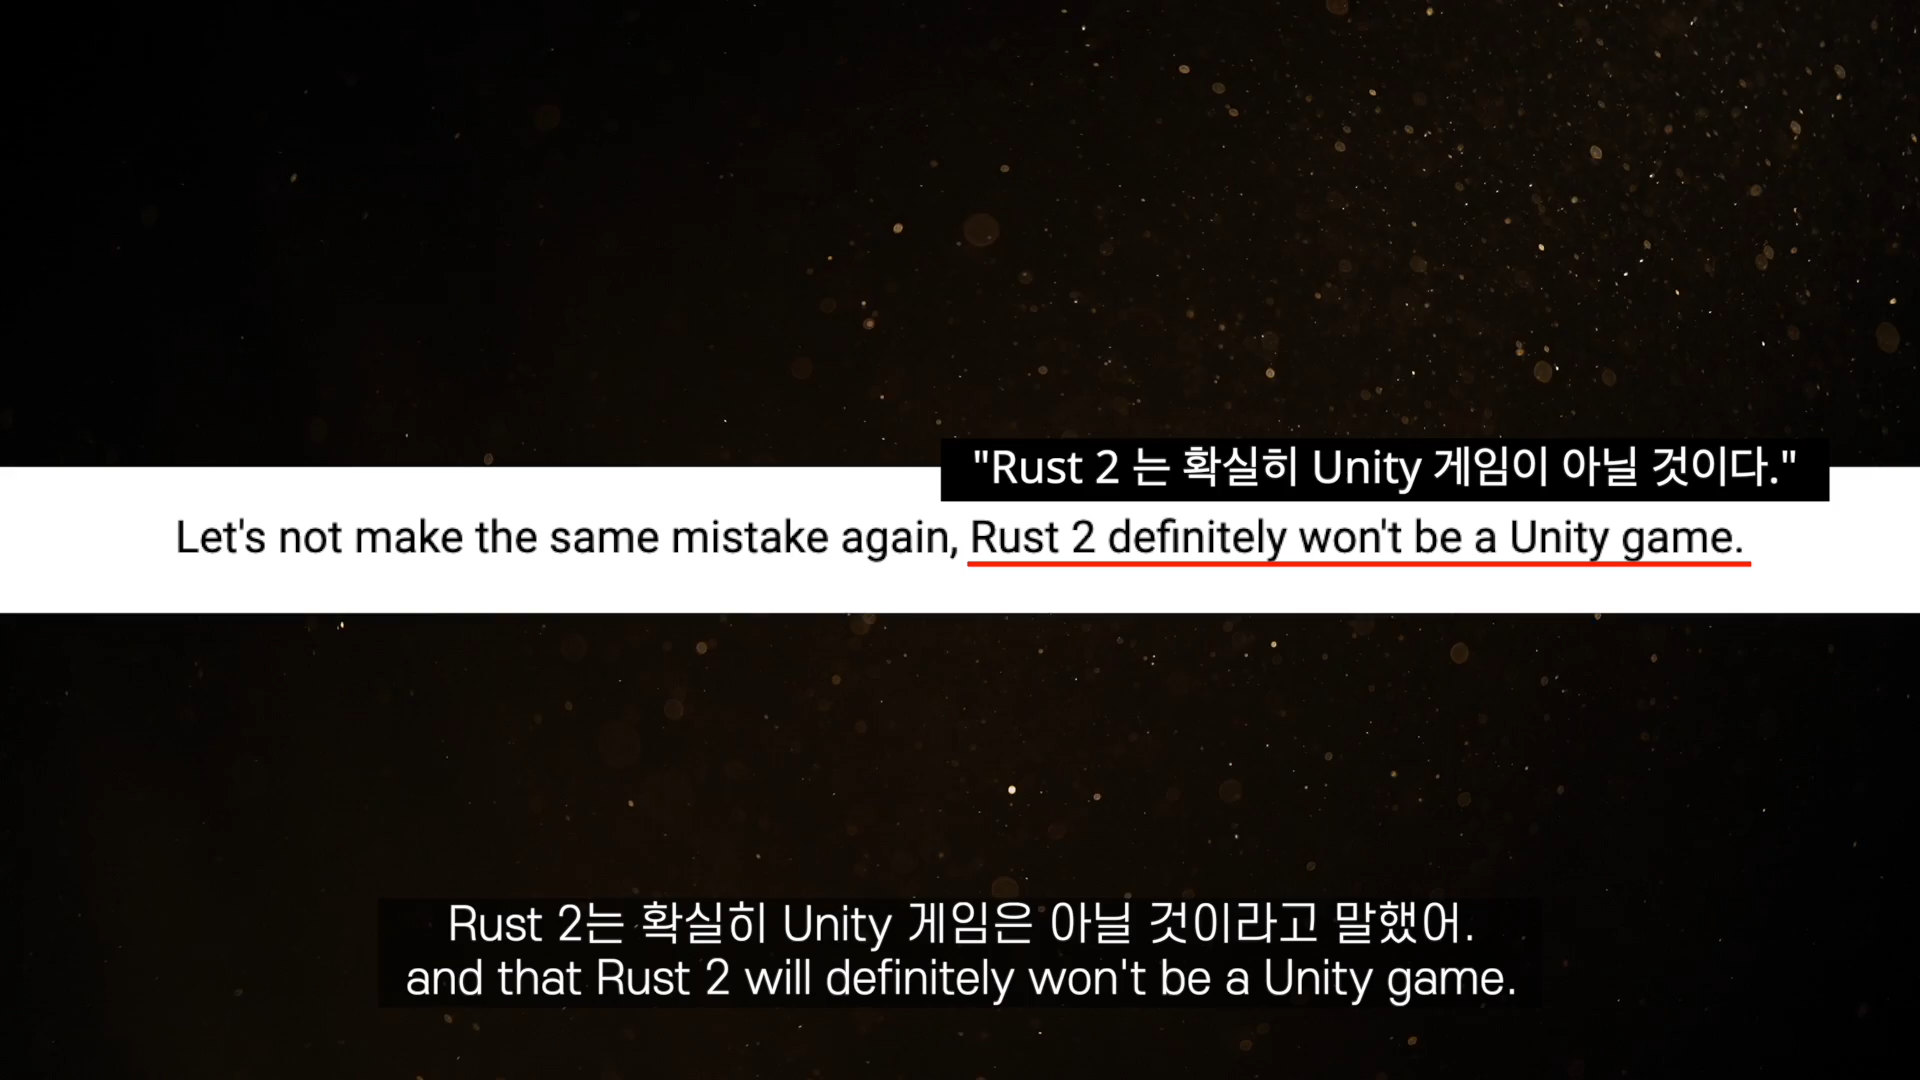 "Rust 2 는 확실히 Unity 게임이 아닐 것이다."
Let's not make the same mistake again, Rust 2 definitely won't be a Unity game.
Rust 2는 확실히 Unity 게임은 아닐 것이라고 말했어.
and that Rust 2 will definitely won't be a Unity game.